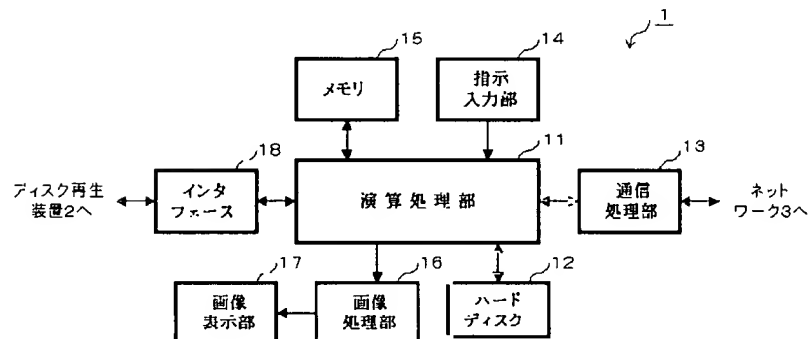 1
15
メモリ
14
指示
入力部
11
演算処理部
18
インタ
フェース
ディスク再生
装置2へ
13
通信
処理部
ネット
ワーク3へ
17
画像
表示部
16
画像
処理部
12
ハード
ディスク